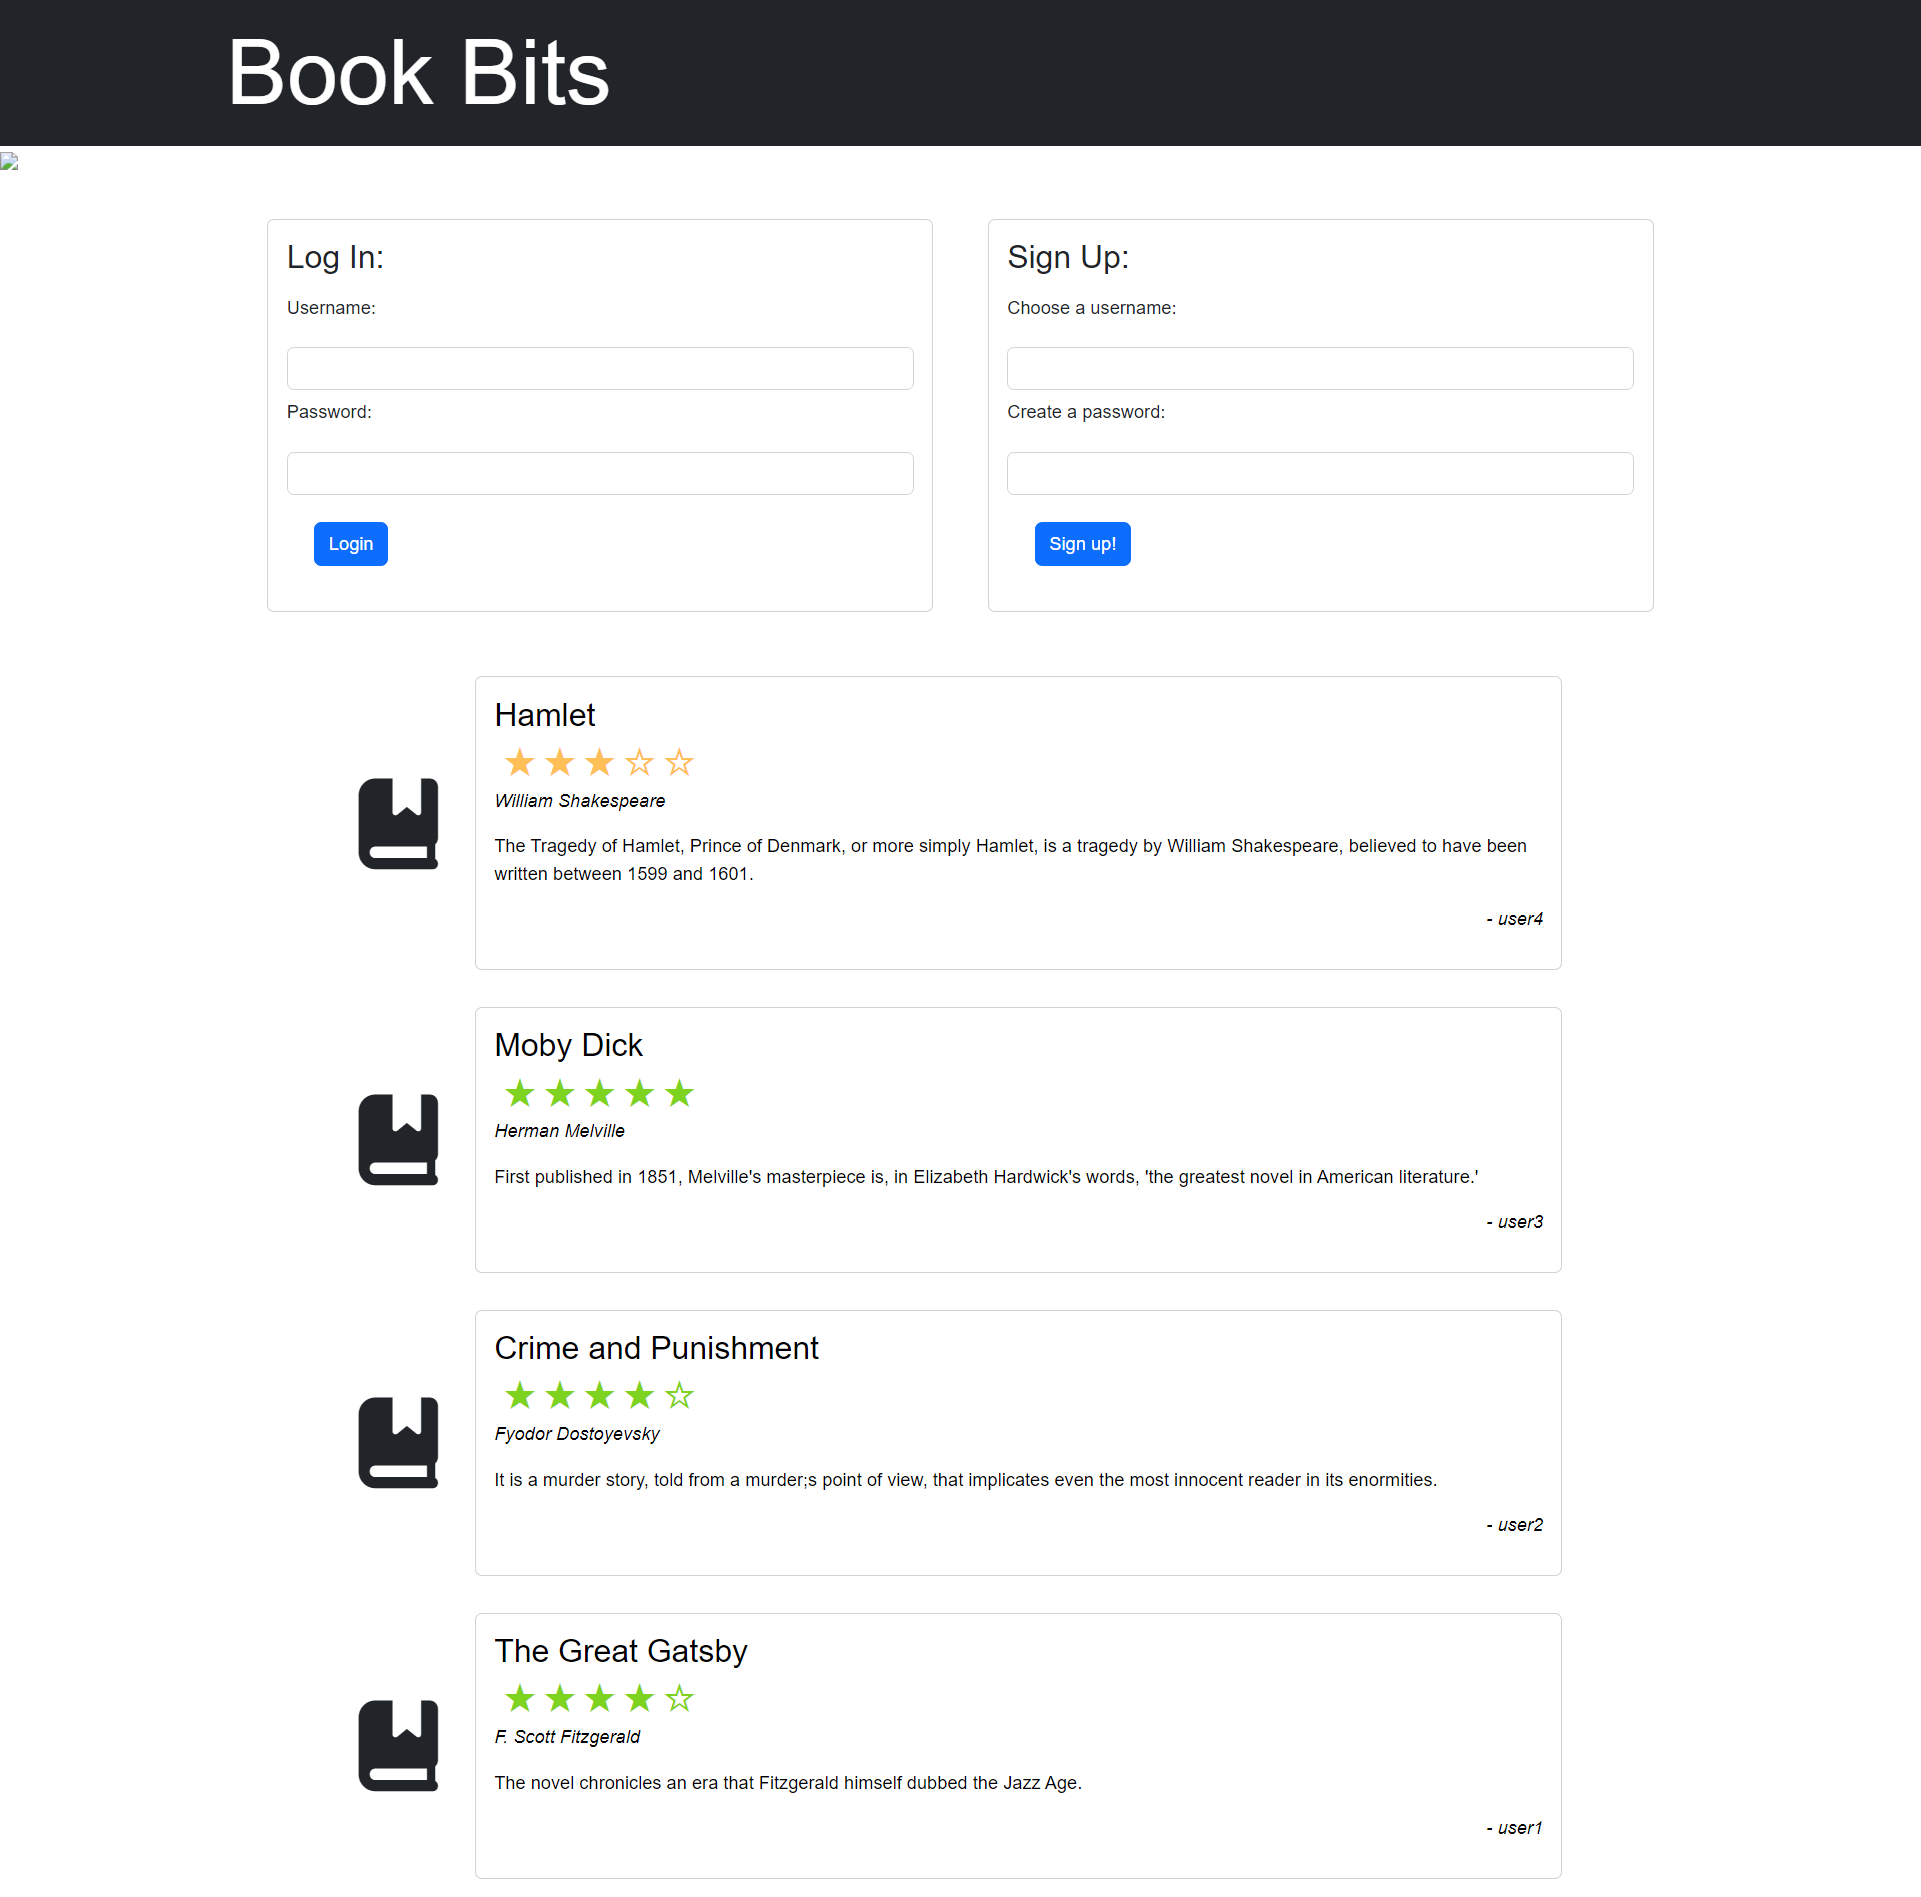 Book Bits
Log In:
Username:
Password:
Login
Sign Up:
Choose a username:
Create a password:
Sign up!
Hamlet
William Shakespeare
The Tragedy of Hamlet, Prince of Denmark, or more simply Hamlet, is a tragedy by William Shakespeare, believed to have been
written between 1599 and 1601.
- user4
Moby Dick
Herman Melville
First published in 1851, Melville's masterpiece is, in Elizabeth Hardwick's words, 'the greatest novel in American literature.'
- user3
Crime and Punishment
Fyodor Dostoyevsky
It is a murder story, told from a murder;s point of view, that implicates even the most innocent reader in its enormities.
- user2
The Great Gatsby
F. Scott Fitzgerald
The novel chronicles an era that Fitzgerald himself dubbed the Jazz Age.
- user1